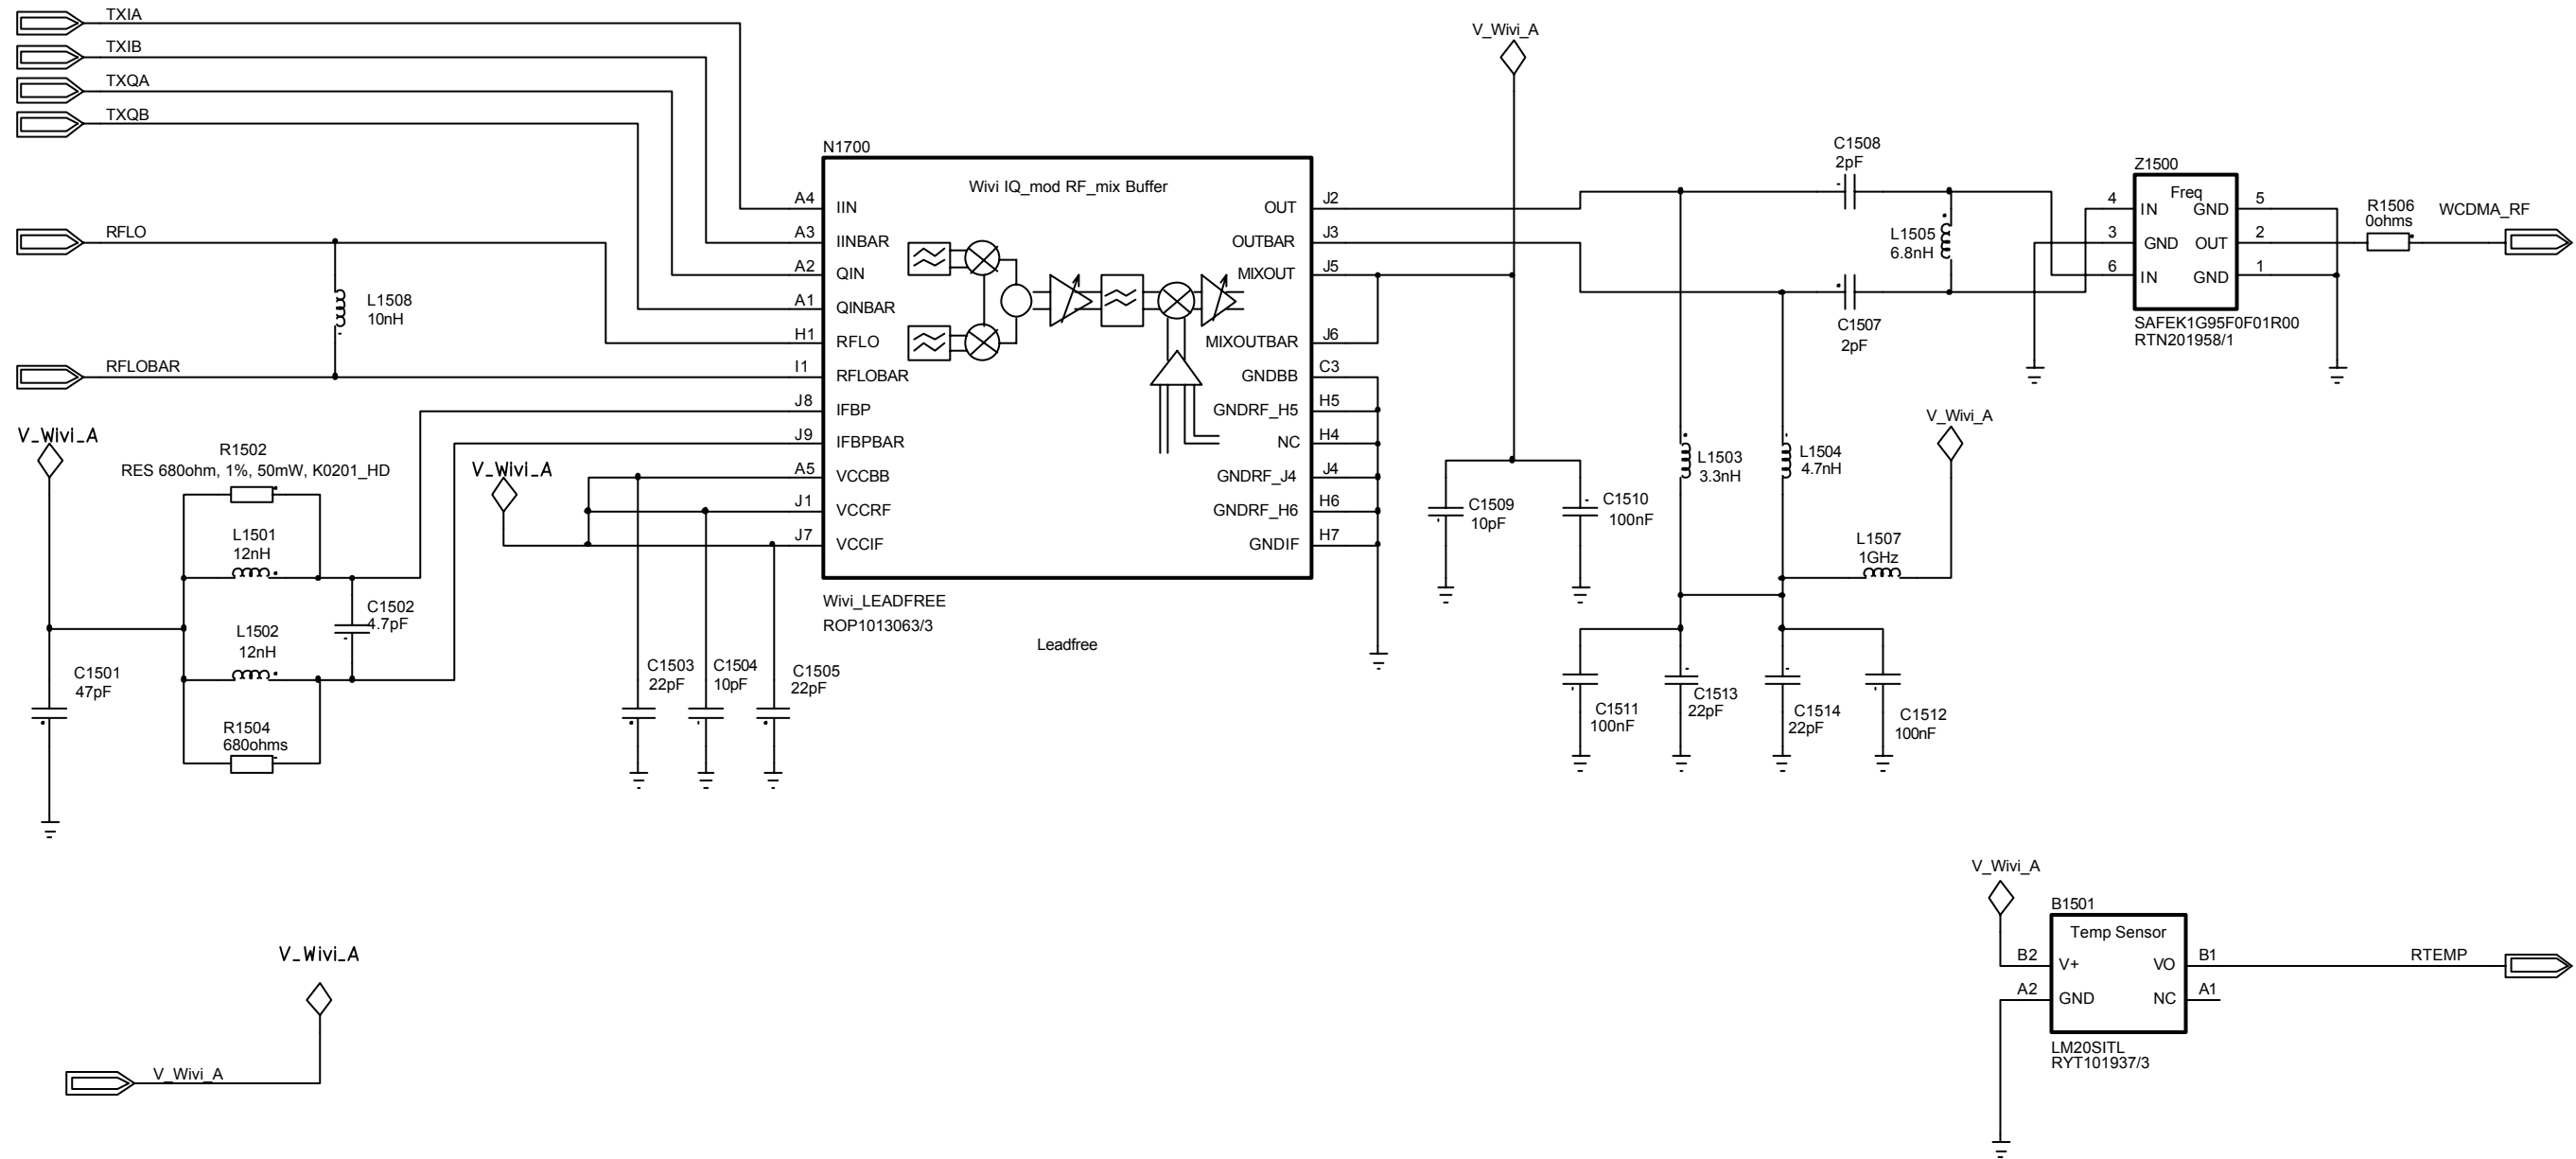 TXIA
TXIB
TXQA
TXQB
RFLO
L1508
10nH
RFLOBAR
V_Wivi_A
R1502
RES 680ohm, 1%, 50mW, K0201_HD
L1501
12nH
C1502
4.7pF
L1502
12nH
C1501
47pF
R1504
680ohms
V_Wivi_A
C1503
22pF
C1504
10pF
C1505
22pF
N1700
Wivi IQ_mod RF_mix Buffer
A4 IIN
A3 IINBAR
A2 QIN
A1 QINBAR
H1 RFLO
I1 RFLOBAR
J8 IFBP
J9 IFBPBAR
A5 VCCBB
J1 VCCRF
J7 VCCIF
OUT J2
OUTBAR J3
MIXOUT J5
MIXOUTBAR J6
GNDBB C3
GNDRF_H5 H5
NC H4
GNDRF_J4 J4
GNDRF_H6 H6
GNDIF H7
Wivi_LEADFREE
ROP1013063/3
Leadfree
V_Wivi_A
C1509
10pF
C1510
100nF
L1503
3.3nH
L1504
4.7nH
V_Wivi_A
L1507
1GHz
C1511
100nF
C1513
22pF
C1514
22pF
C1512
100nF
C1508
2pF
L1505
6.8nH
C1507
2pF
Z1500
Freq
4 IN GND 5
3 GND OUT 2
6 IN GND 1
SAFEK1G95F0F01R00
RTN201958/1
R1506
0ohms
WCDMA_RF
V_Wivi_A
B1501
Temp Sensor
B2 V+ VO B1
A2 GND NC A1
LM20SITL
RYT101937/3
RTEMP
V_Wivi_A
V_Wivi_A